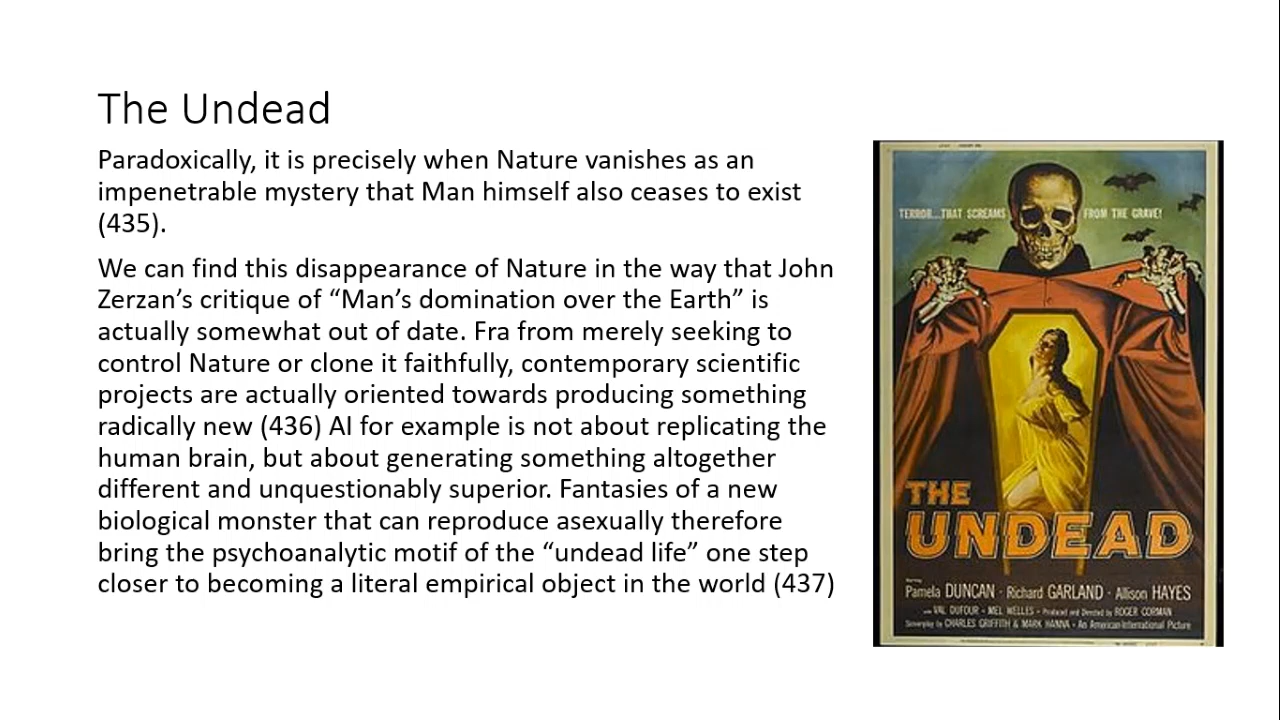 The Undead
Paradoxically, it is precisely when Nature vanishes as an
impenetrable mystery that Man himself also ceases to exist
(435).
We can find this disappearance of Nature in the way that John
Zerzan’s critique of “Man’s domination over the Earth” is
actually somewhat out of date. Fra from merely seeking to
control Nature or clone it faithfully, contemporary scientific
projects are actually oriented towards producing something
radically new (436) AI for example is not about replicating the
human brain, but about generating something altogether
different and unquestionably superior. Fantasies of a new
biological monster that can reproduce asexually therefore
bring the psychoanalytic motif of the “undead life” one step
closer to becoming a literal empirical object in the world (437)
TERROR...THAT SCREAMS FROM THE GRAVE!
THE
UNDEAD
Starring
Pamela DUNCAN · Richard GARLAND · Allison HAYES
with VAL DUFOUR · MEL WELLES · Produced and Directed by ROGER CORMAN
Screenplay by CHARLES GRIFFITH & MARK HANNA · An American-International Picture